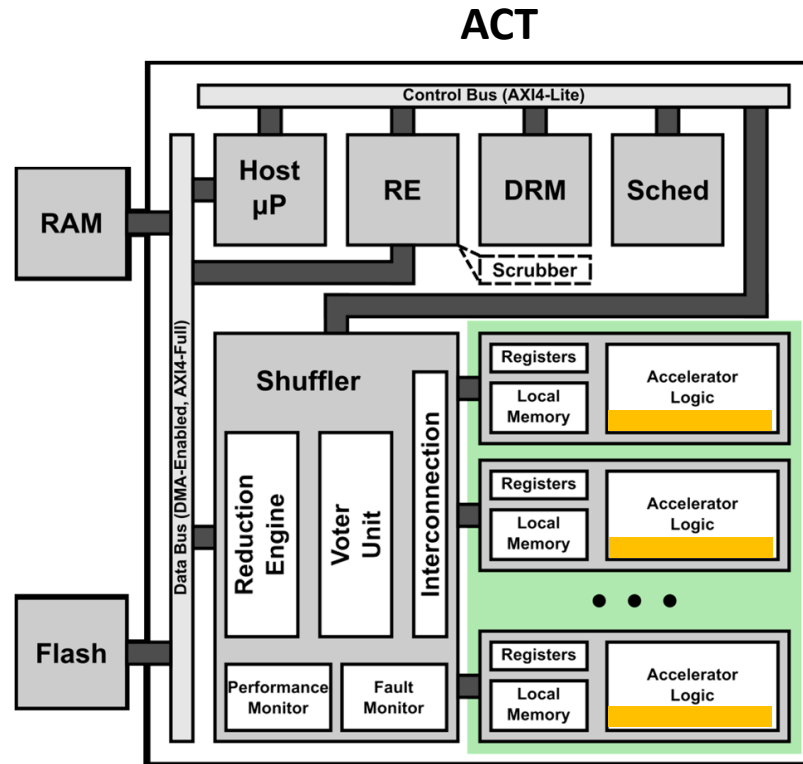 ACT
Control Bus (AXI4-Lite)
Host
µP
RE
DRM
Sched
Scrubber
RAM
Data Bus (DMA-Enabled, AXI4-Full)
Flash
Shuffler
Reduction
Engine
Voter
Unit
Interconnection
Performance
Monitor
Fault
Monitor
Registers
Local
Memory
Accelerator
Logic
Registers
Local
Memory
Accelerator
Logic
• • •
Registers
Local
Memory
Accelerator
Logic